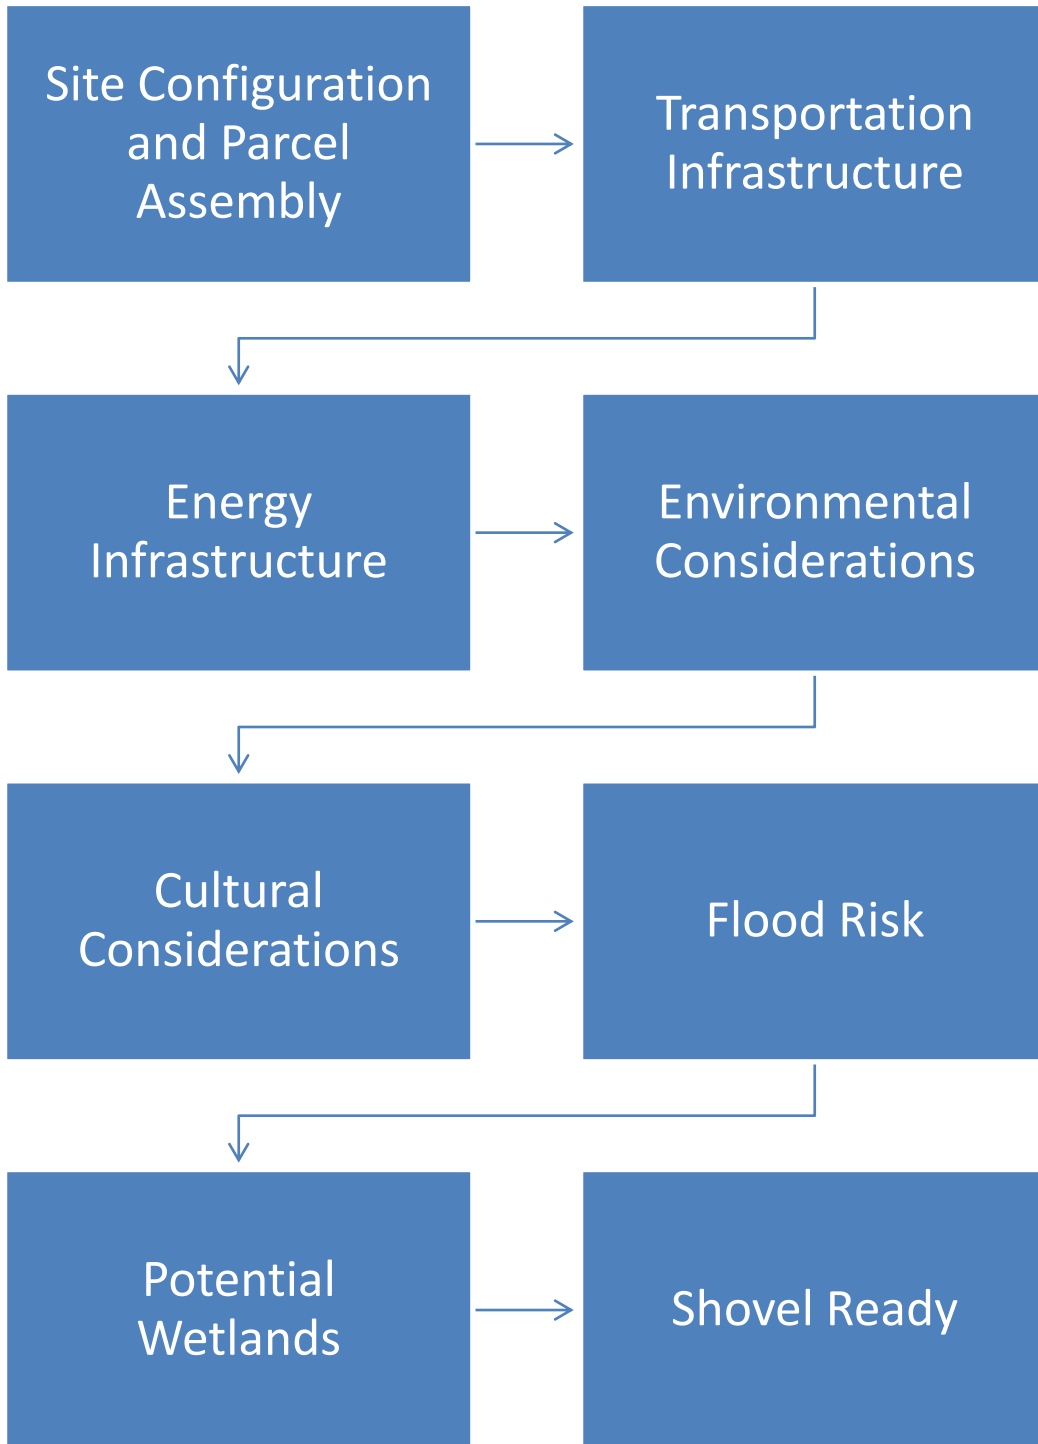 Site Configuration
and Parcel
Assembly
Transportation
Infrastructure
Energy
Infrastructure
Environmental
Considerations
Cultural
Considerations
Flood Risk
Potential
Wetlands
Shovel Ready